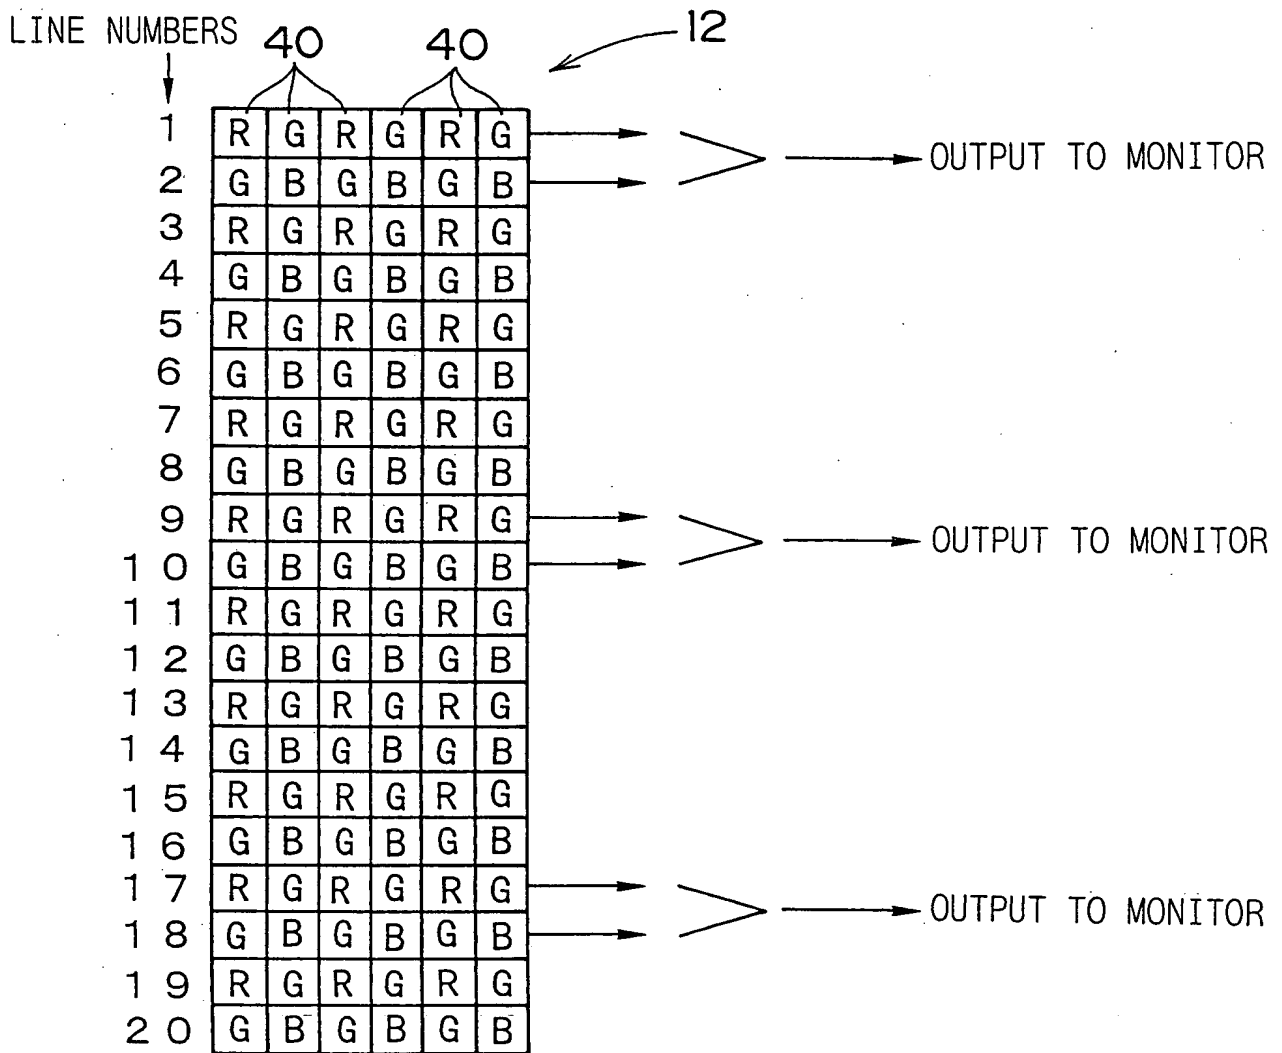 LINE NUMBERS 40 40 12
1 R G R G R G OUTPUT TO MONITOR
2 G B G B G B
3 R G R G R G
4 G B G B G B
5 R G R G R G
6 G B G B G B
7 R G R G R G
8 G B G B G B
9 R G R G R G OUTPUT TO MONITOR
10 G B G B G B
11 R G R G R G
12 G B G B G B
13 R G R G R G
14 G B G B G B
15 R G R G R G
16 G B G B G B
17 R G R G R G OUTPUT TO MONITOR
18 G B G B G B
19 R G R G R G
20 G B G B G B